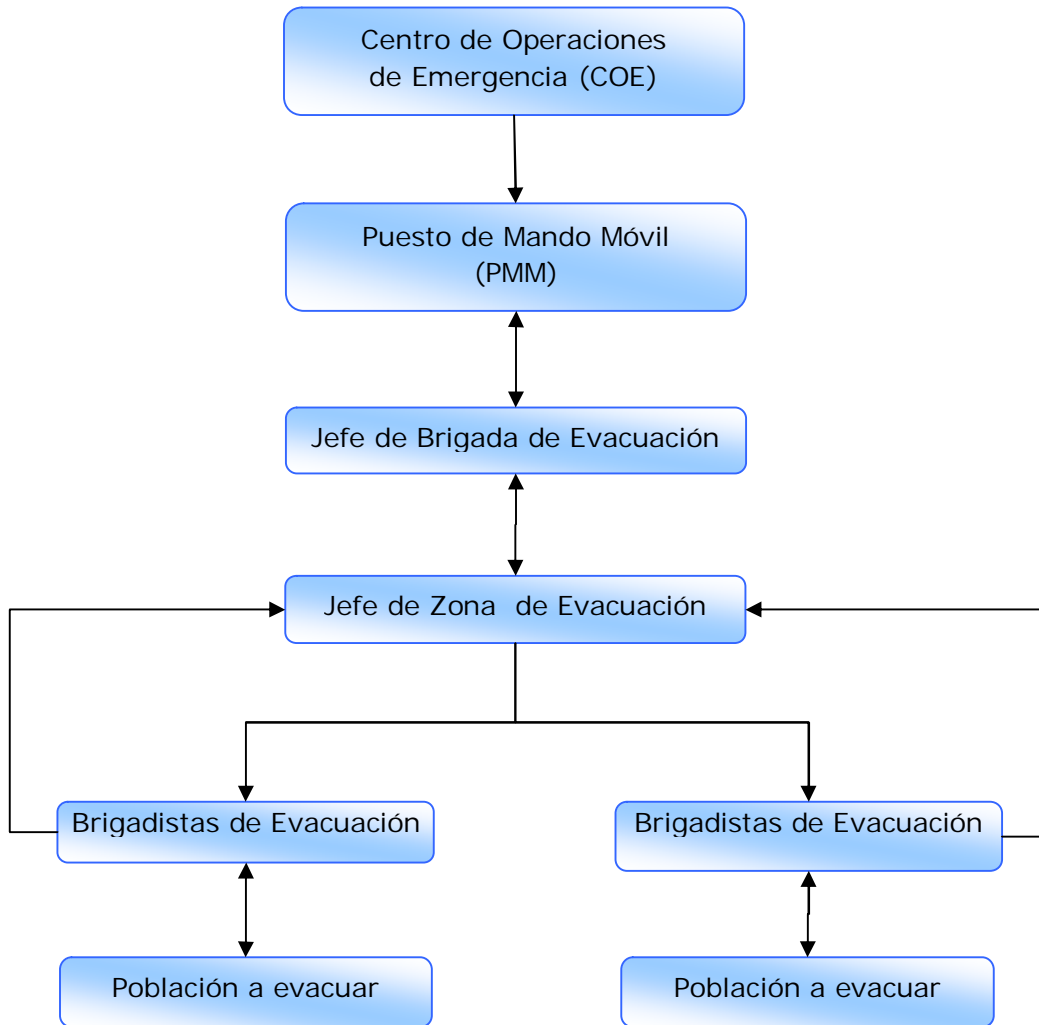 Centro de Operaciones
de Emergencia (COE)
Puesto de Mando Móvil
(PMM)
Jefe de Brigada de Evacuación
Jefe de Zona de Evacuación
Brigadistas de Evacuación
Brigadistas de Evacuación
Población a evacuar
Población a evacuar